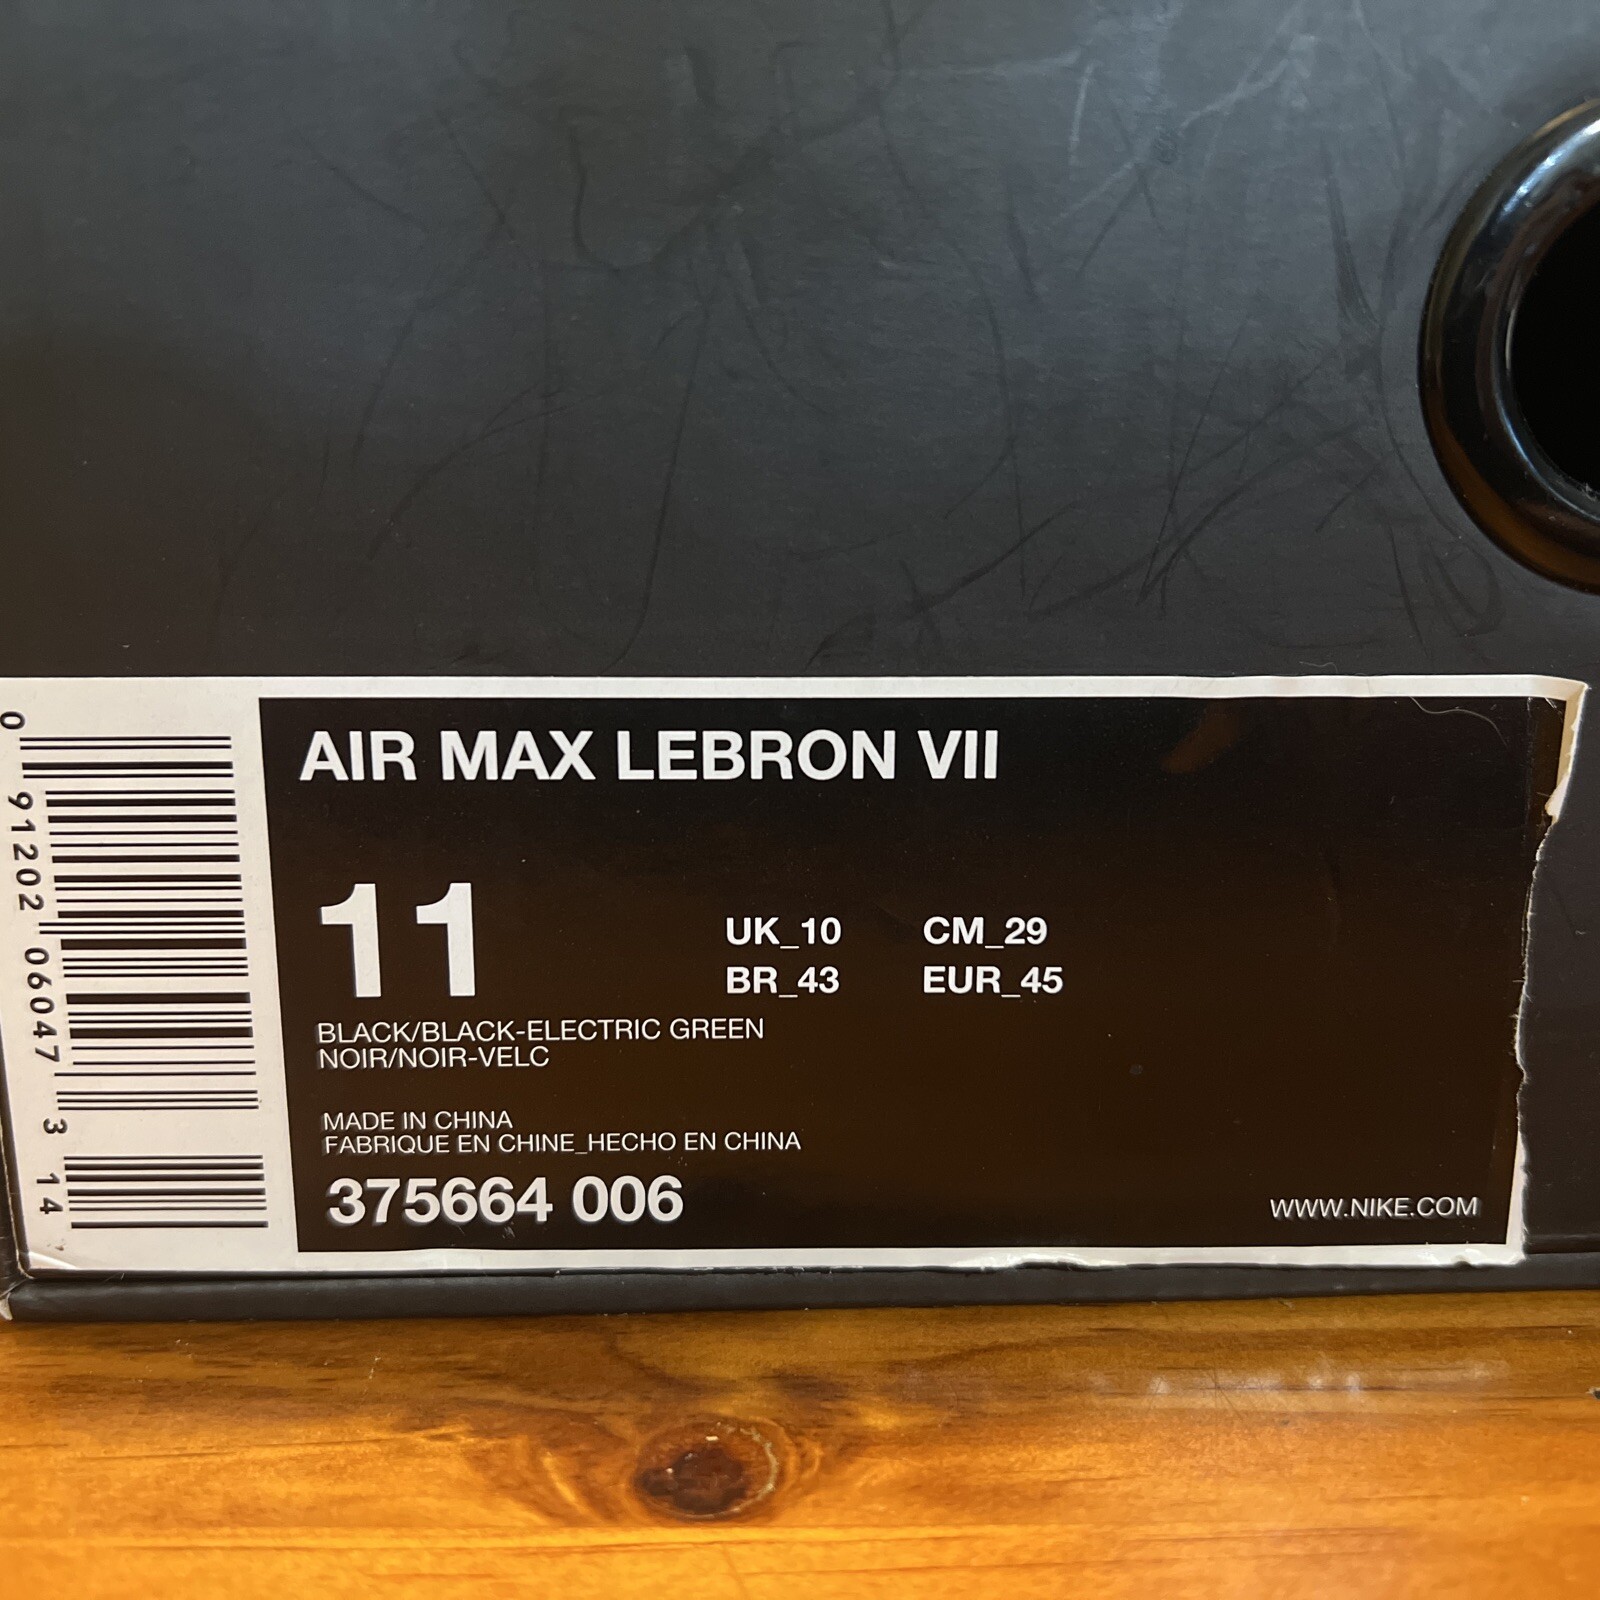 AIR MAX LEBRON VII
11
UK_10 CM_29
BR_43 EUR_45
BLACK/BLACK-ELECTRIC GREEN
NOIR/NOIR-VELC
MADE IN CHINA
FABRIQUE EN CHINE_HECHO EN CHINA
375664 006
WWW.NIKE.COM
0 91202 06047 3 14